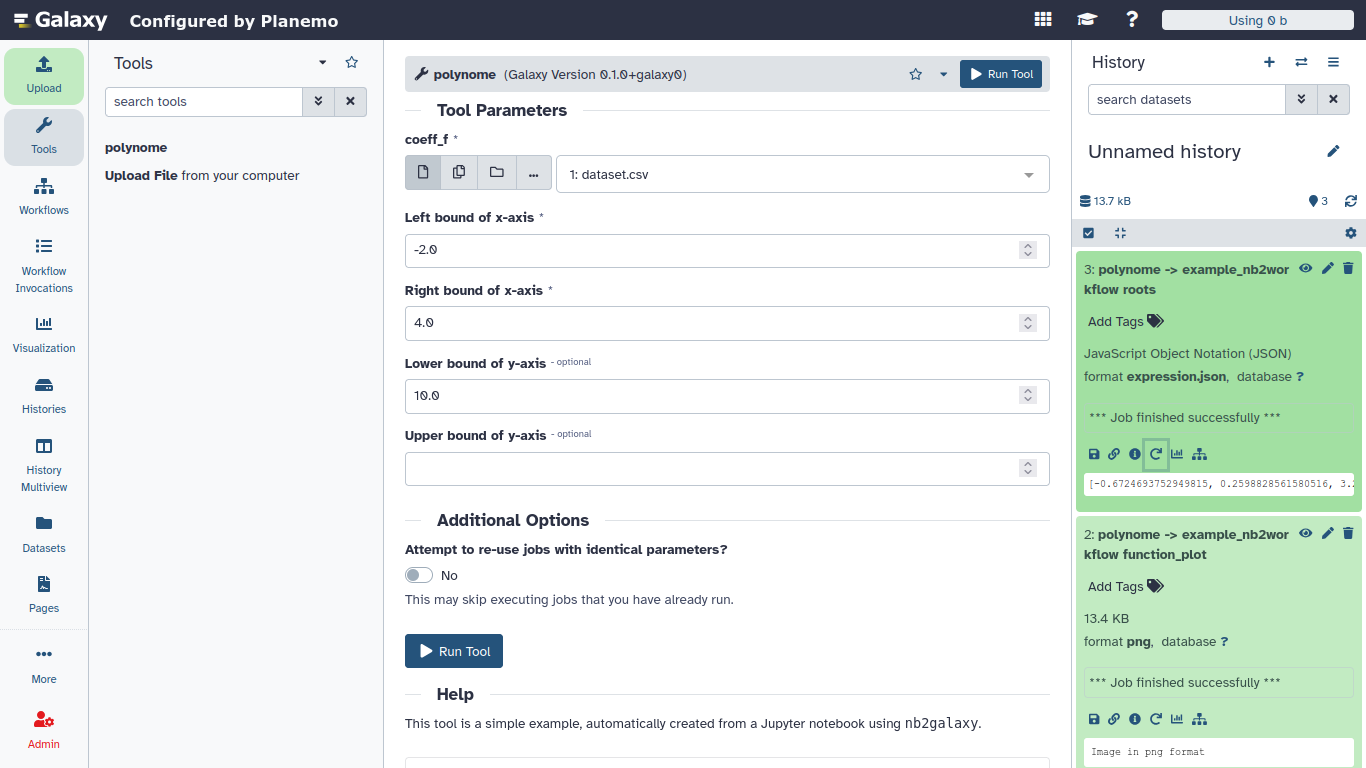 Galaxy Configured by Planemo
Using 0 b
Upload
Tools
Workflows
Workflow
Invocations
Visualization
Histories
History
Multiview
Datasets
Pages
More
Admin
Tools
search tools
polynome
Upload File from your computer
polynome (Galaxy Version 0.1.0+galaxy0)
Run Tool
Tool Parameters
coeff_f *
1: dataset.csv
Left bound of x-axis *
-2.0
Right bound of x-axis *
4.0
Lower bound of y-axis - optional
10.0
Upper bound of y-axis - optional
Additional Options
Attempt to re-use jobs with identical parameters?
No
This may skip executing jobs that you have already run.
Run Tool
Help
This tool is a simple example, automatically created from a Jupyter notebook using nb2galaxy.
History
search datasets
Unnamed history
13.7 kB
3
3: polynome -> example_nb2wor
kflow roots
Add Tags
JavaScript Object Notation (JSON)
format expression.json, database ?
*** Job finished successfully ***
[-0.6724693752949815, 0.2598828561580516, 3.
2: polynome -> example_nb2wor
kflow function_plot
Add Tags
13.4 KB
format png, database ?
*** Job finished successfully ***
Image in png format